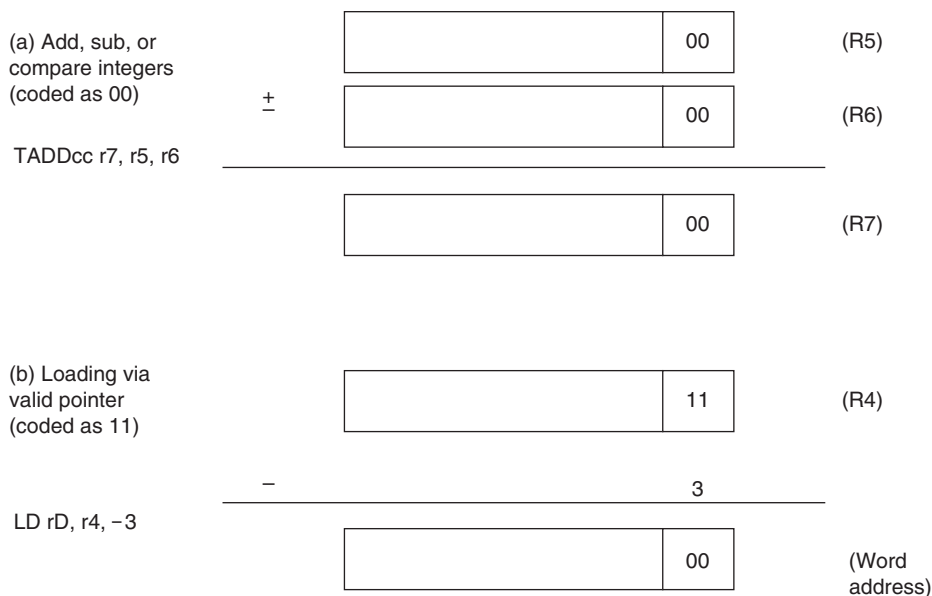 (a) Add, sub, or
compare integers
(coded as 00)
TADDcc r7, r5, r6
00
(R5)
±
00
(R6)
00
(R7)
(b) Loading via
valid pointer
(coded as 11)
LD rD, r4, −3
11
(R4)
−
3
00
(Word
address)